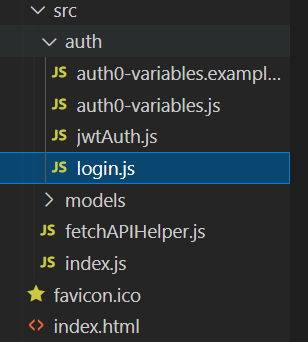 src
auth
JS auth0-variables.exampl...
JS auth0-variables.js
JS jwtAuth.js
JS login.js
models
JS fetchAPIHelper.js
JS index.js
favicon.ico
<> index.html